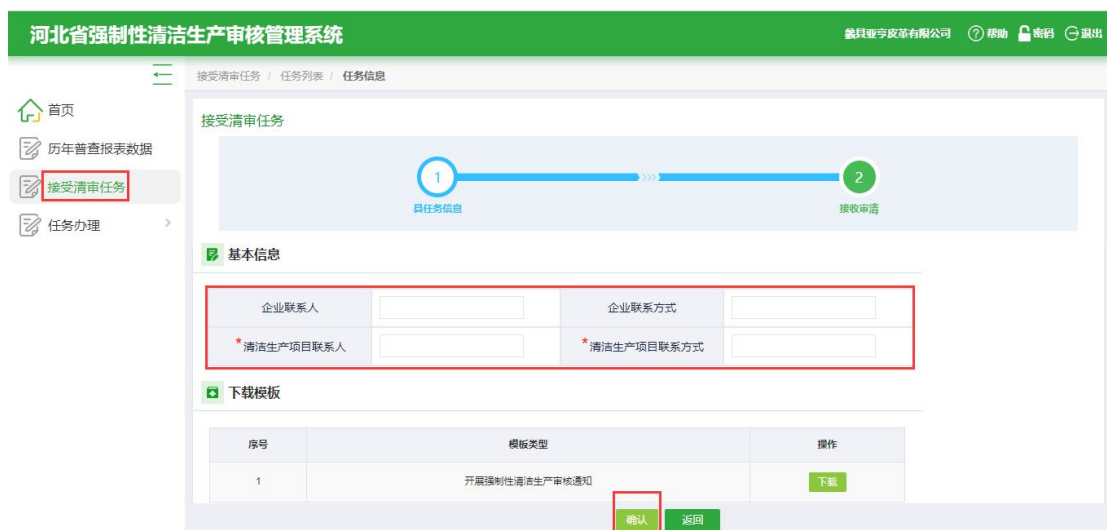 河北省强制性清洁生产审核管理系统
蠡县亚亨皮革有限公司 帮助 密码 退出
接受清审任务 / 任务列表 / 任务信息
首页
历年普查报表数据
接受清审任务
任务办理
接受清审任务
1
2
县任务信息
接收审清
基本信息
企业联系人 企业联系方式
*清洁生产项目联系人 *清洁生产项目联系方式
下载模板
序号 模板类型 操作
1 开展强制性清洁生产审核通知 下载
确认 返回